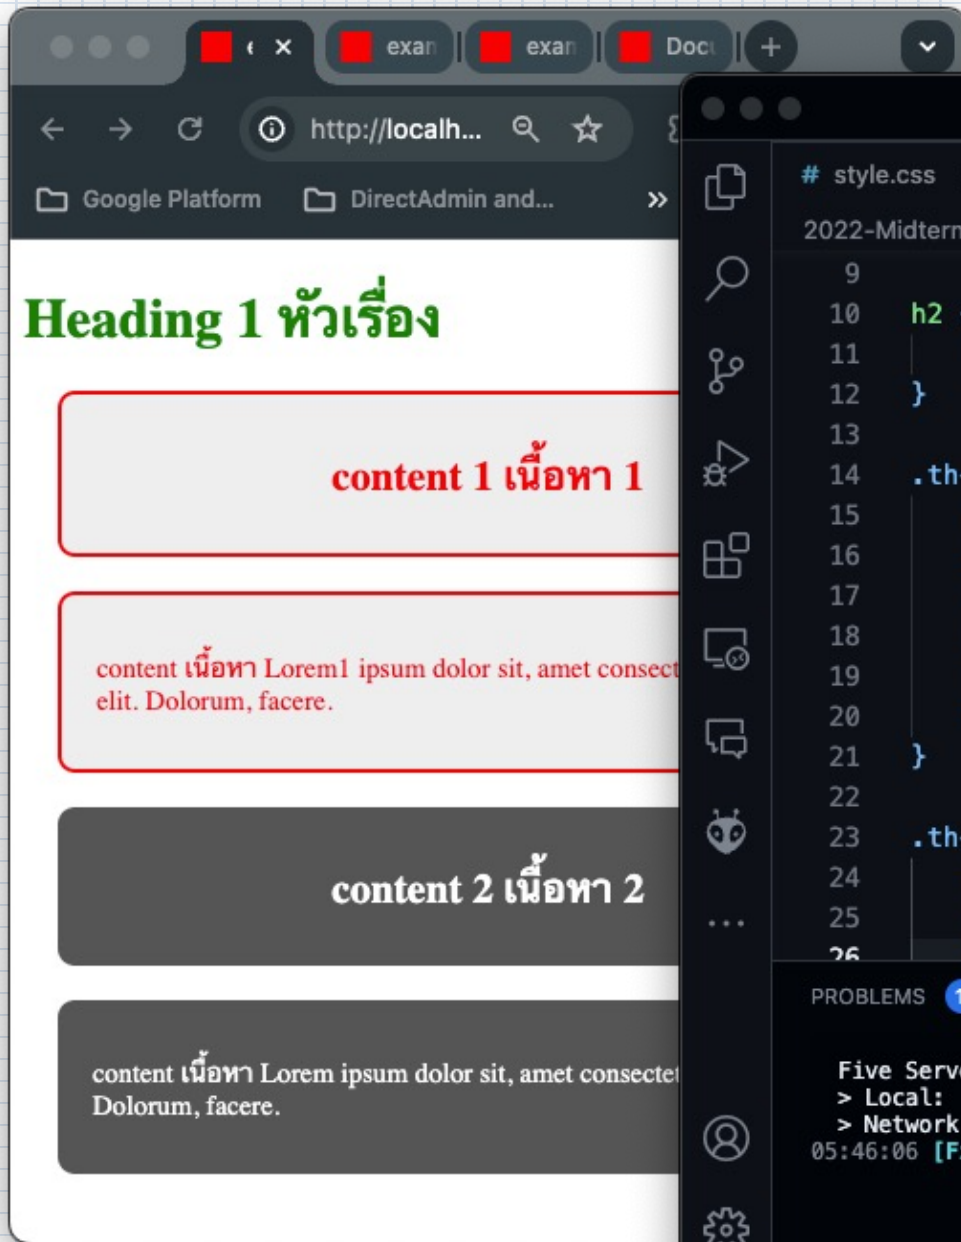 exan
exan
Docu
http://localh...
Google Platform
DirectAdmin and...
»
Heading 1 หัวเรื่อง
content 1 เนื้อหา 1
content เนื้อหา Lorem1 ipsum dolor sit, amet consect
elit. Dolorum, facere.
content 2 เนื้อหา 2
content เนื้อหา Lorem ipsum dolor sit, amet consectet
Dolorum, facere.
# style.css
2022-Midterm
9
10 h2
11
12 }
13
14 .th
15
16
17
18
19
20
21 }
22
23 .th
24
25
26
PROBLEMS 1
Five Serve
> Local:
> Network
05:46:06 [F